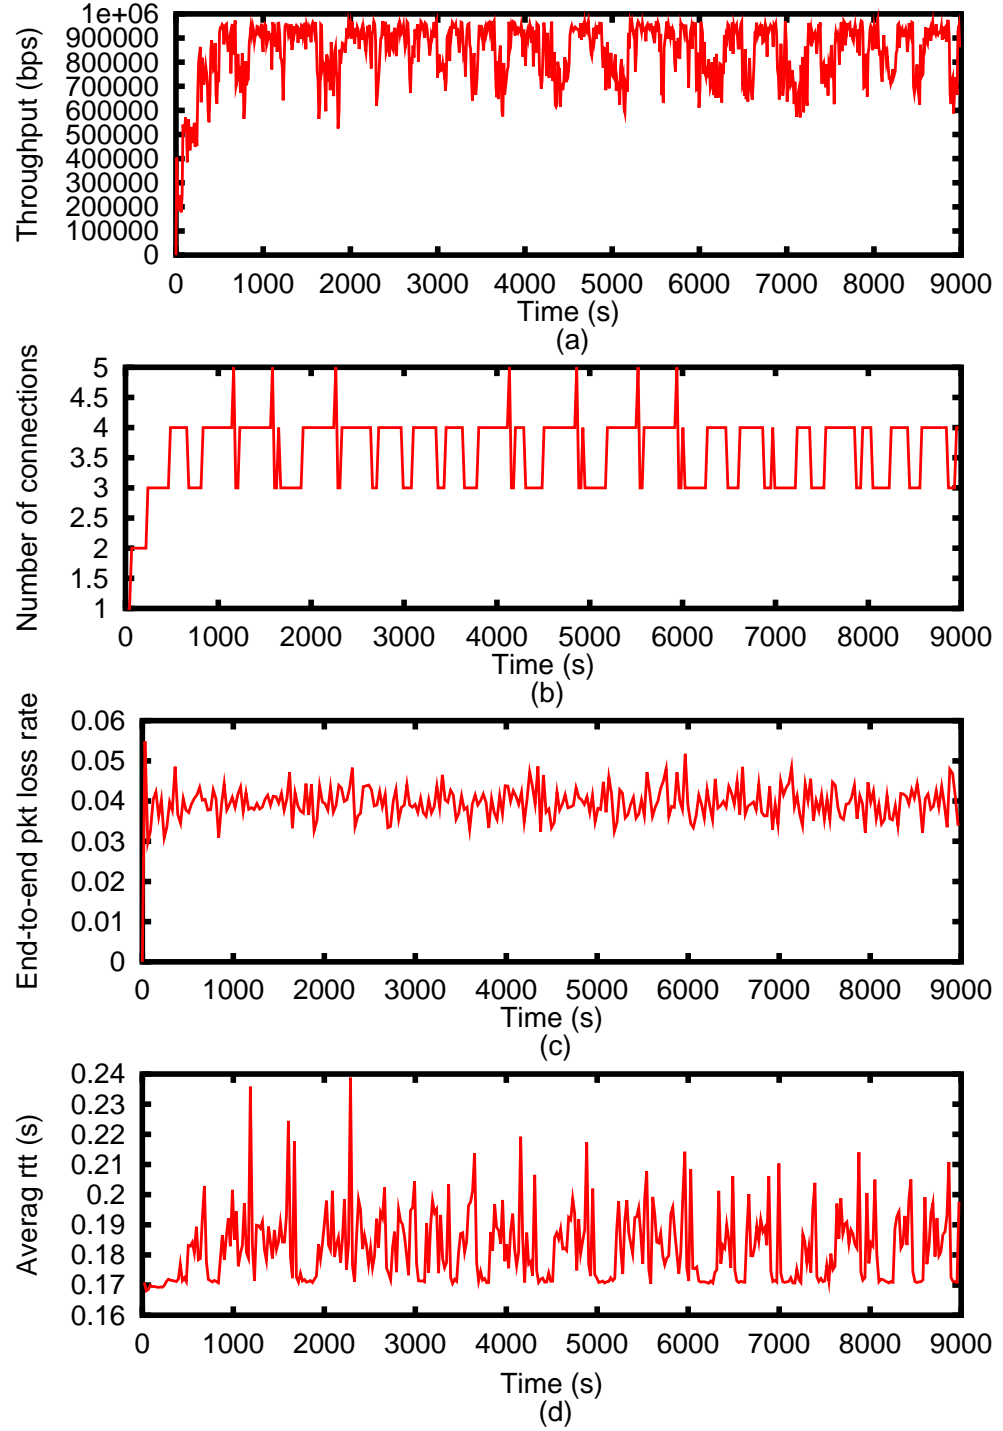 1e+06
900000
800000
700000
600000
500000
400000
300000
200000
100000
0
Throughput (bps)
0 1000 2000 3000 4000 5000 6000 7000 8000 9000
Time (s)
(a)
5
4.5
4
3.5
3
2.5
2
1.5
1
Number of connections
0 1000 2000 3000 4000 5000 6000 7000 8000 9000
Time (s)
(b)
0.06
0.05
0.04
0.03
0.02
0.01
0
End-to-end pkt loss rate
0 1000 2000 3000 4000 5000 6000 7000 8000 9000
Time (s)
(c)
0.24
0.23
0.22
0.21
0.2
0.19
0.18
0.17
0.16
Averag rtt (s)
0 1000 2000 3000 4000 5000 6000 7000 8000 9000
Time (s)
(d)